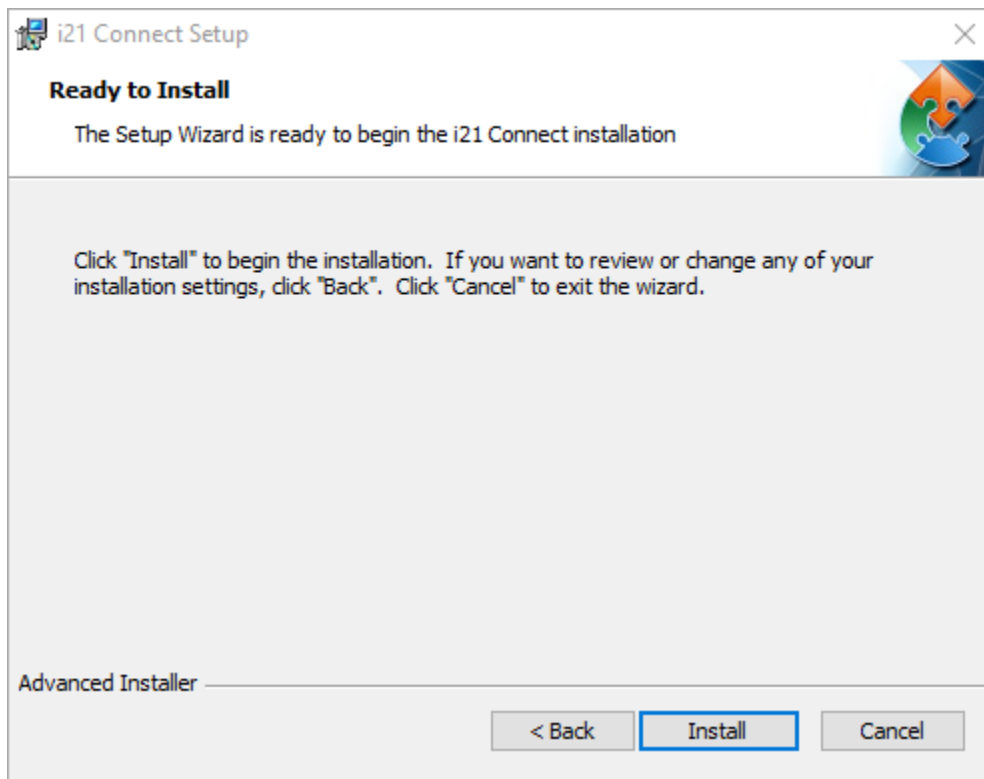 i21 Connect Setup
Ready to Install
The Setup Wizard is ready to begin the i21 Connect installation
Click "Install" to begin the installation.  If you want to review or change any of your
installation settings, click "Back".  Click "Cancel" to exit the wizard.
Advanced Installer
< Back
Install
Cancel